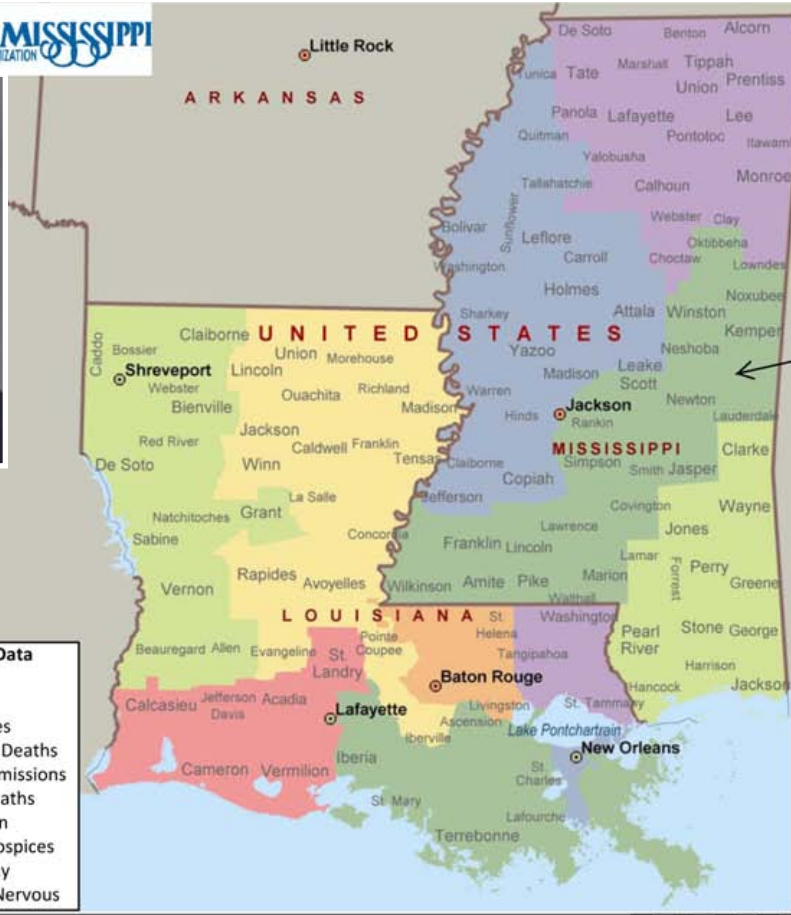 MISSISSIPPI
IZATION
Little Rock
ARKANSAS
De Soto Benton Alcorn
Tunica Tate Marshall Tippah
Union Prentiss
Panola Lafayette Lee
Quitman Pontotoc Itawam
Yalobusha
Tallahatchie Calhoun Monroe
Sunflower Webster Clay
Bolivar Leflore Oktibbeha
Washington Carroll Choctaw Lowndes
Holmes Noxubee
Sharkey Attala Winston
UNITED STATES
Kemper
Caddo Claiborne Union Morehouse Yazoo Neshoba
Bossier Lincoln Madison Leake
Shreveport
Webster Ouachita Richland Warren Scott Newton
Bienville Madison Hinds Jackson Lauderdale
Rankin
Jackson
Red River Caldwell Franklin MISSISSIPPI Clarke
De Soto Winn Tensas Claiborne Simpson Smith Jasper
Copiah
La Salle Jefferson
Natchitoches Grant Covington Wayne
Sabine Concordia Lawrence Jones
Franklin Lincoln
Rapides Lamar Perry
Vernon Avoyelles Wilkinson Amite Pike Marion Forrest Greene
Walthall
LOUISIANA St. Helena Washington
Beauregard Allen Evangeline St. Landry Pointe Coupee Tangipahoa Pearl River Stone George
Baton Rouge Harrison
Calcasieu Jefferson Davis Acadia Livingston St. Tammany Hancock Jackson
Lafayette Ascension
Iberville Lake Pontchartrain
Iberia New Orleans
Cameron Vermilion St. Charles
St Mary
Lafourche
Terrebonne
Data
es
Deaths
missions
aths
n
ospices
y
Nervous